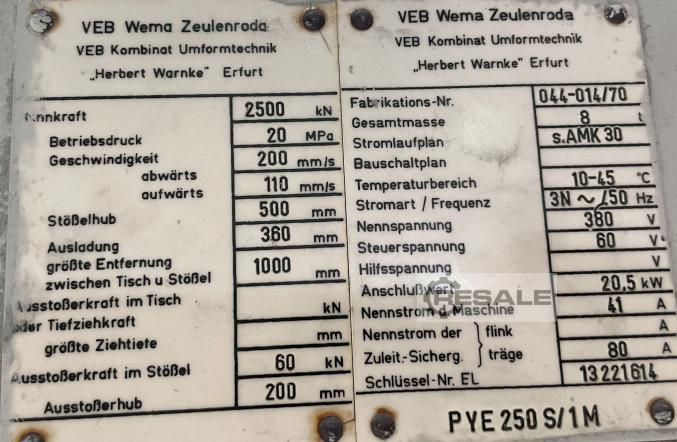 VEB Wema Zeulenroda
VEB Kombinat Umformtechnik
„Herbert Warnke" Erfurt
Nennkraft 2500 kN
Betriebsdruck 20 MPa
Geschwindigkeit 200 mm/s
abwärts
aufwärts 110 mm/s
Stößelhub 500 mm
Ausladung 360 mm
größte Entfernung 1000 mm
zwischen Tisch u Stößel
Ausstoßerkraft im Tisch kN
oder Tiefziehkraft
größte Ziehtiefe mm
Ausstoßerkraft im Stößel 60 kN
Ausstoßerhub 200 mm
VEB Wema Zeulenroda
VEB Kombinat Umformtechnik
„Herbert Warnke" Erfurt
Fabrikations-Nr. 044-014/70
Gesamtmasse 8 t
Stromlaufplan s.AMK 30
Bauschaltplan
Temperaturbereich 10-45 °C
Stromart / Frequenz 3N ~ /50 Hz
Nennspannung 380 V
Steuerspannung 60 V
Hilfsspannung V
Anschlußwert 20,5 kW
Nennstrom d. Maschine 41 A
Nennstrom der flink A
Zuleit.-Sicherg. träge 80 A
Schlüssel-Nr. EL 13221614
PYE 250 S/1M
RESALE